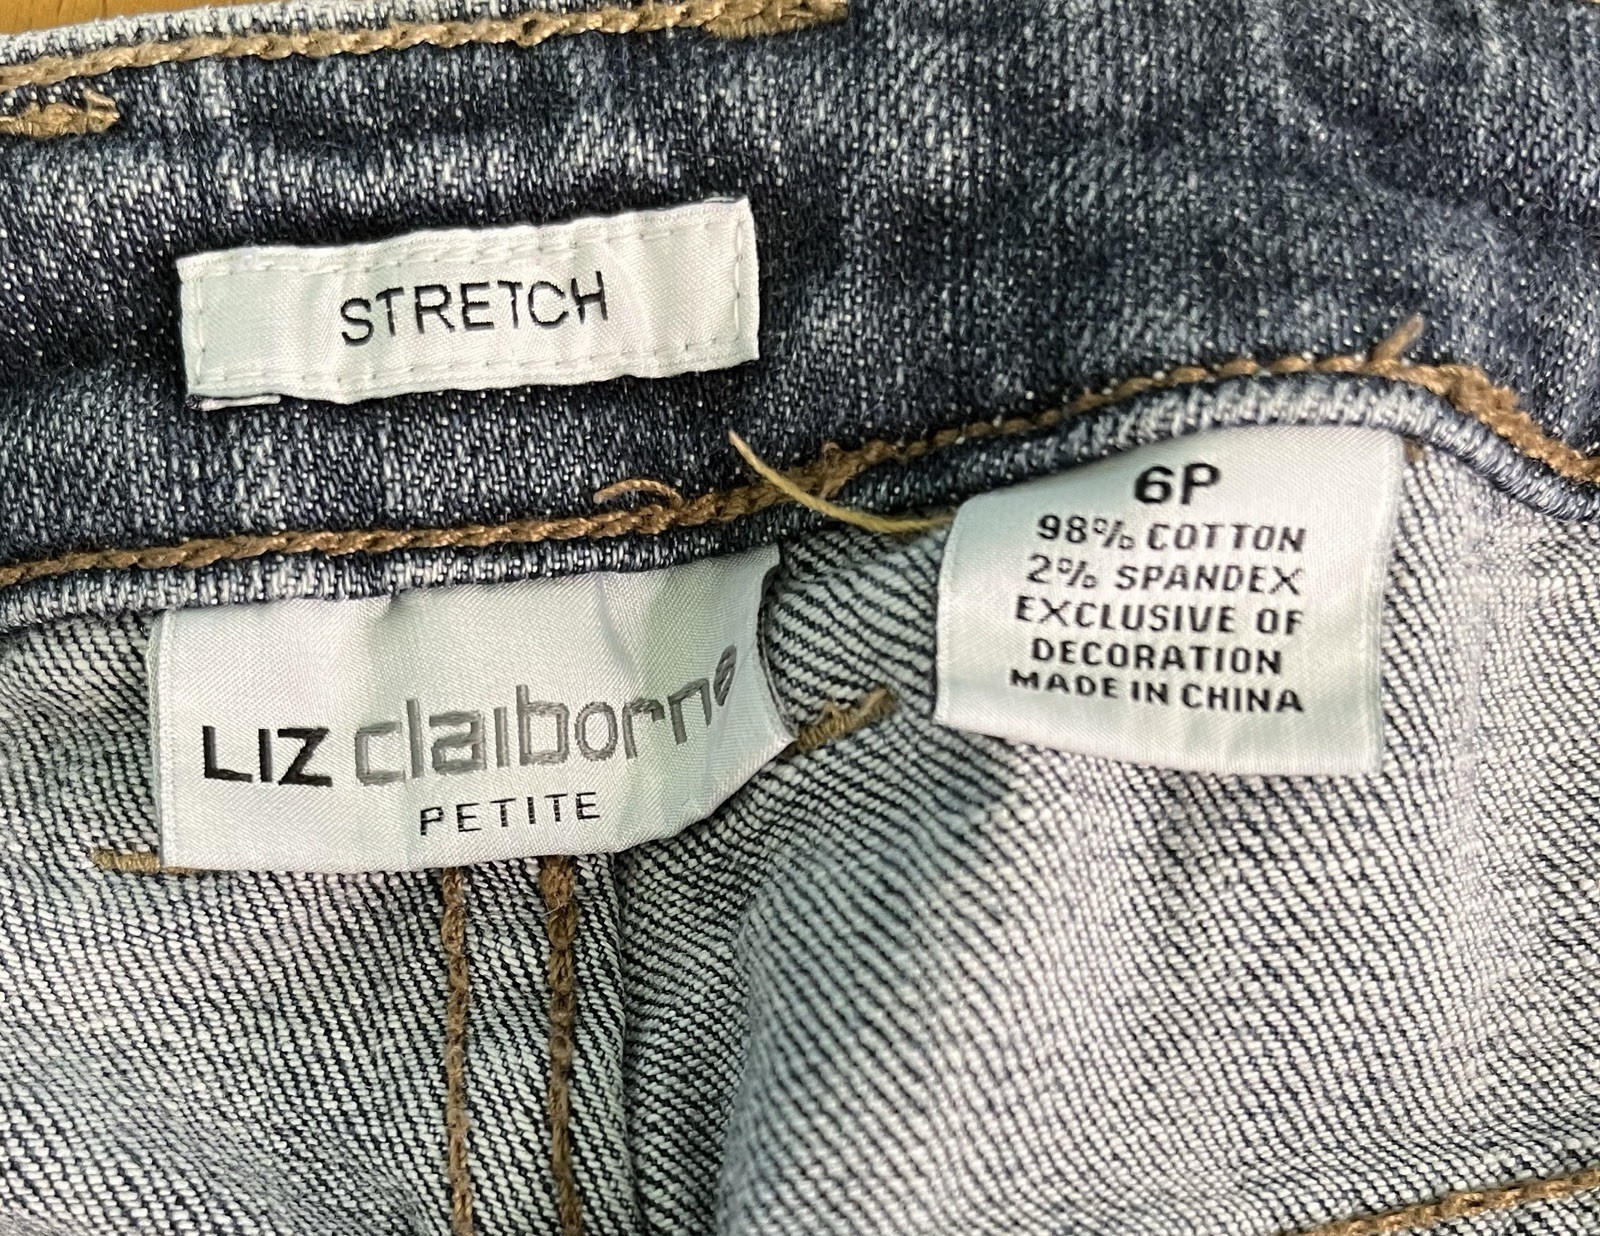 STRETCH
LIZ claiborne
PETITE
6P
98% COTTON
2% SPANDEX
EXCLUSIVE OF
DECORATION
MADE IN CHINA